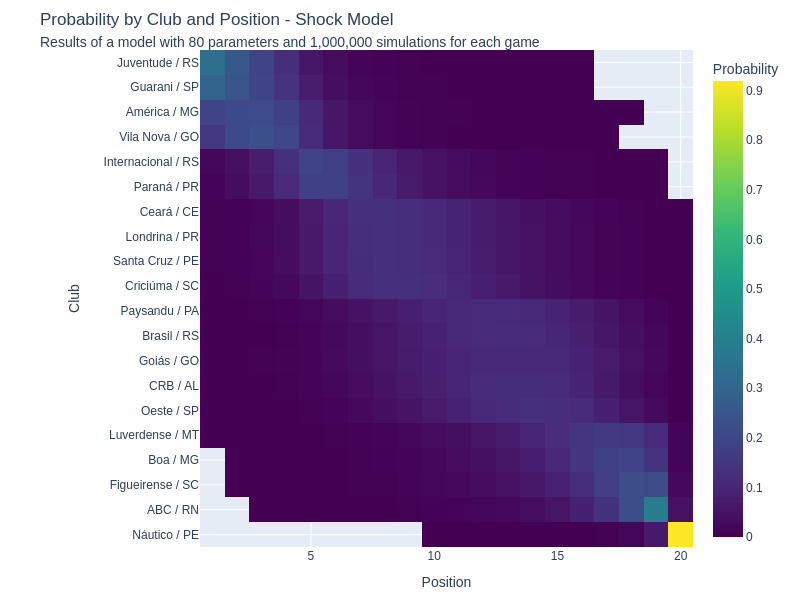 Probability by Club and Position - Shock Model
Results of a model with 80 parameters and 1,000,000 simulations for each game
Probability
Juventude / RS
Guarani / SP
América / MG
Vila Nova / GO
Internacional / RS
Paraná / PR
Ceará / CE
Londrina / PR
Santa Cruz / PE
Criciúma / SC
Paysandu / PA
Brasil / RS
Goiás / GO
CRB / AL
Oeste / SP
Luverdense / MT
Boa / MG
Figueirense / SC
ABC / RN
Náutico / PE
Club
5
10
15
20
Position
0.9
0.8
0.7
0.6
0.5
0.4
0.3
0.2
0.1
0